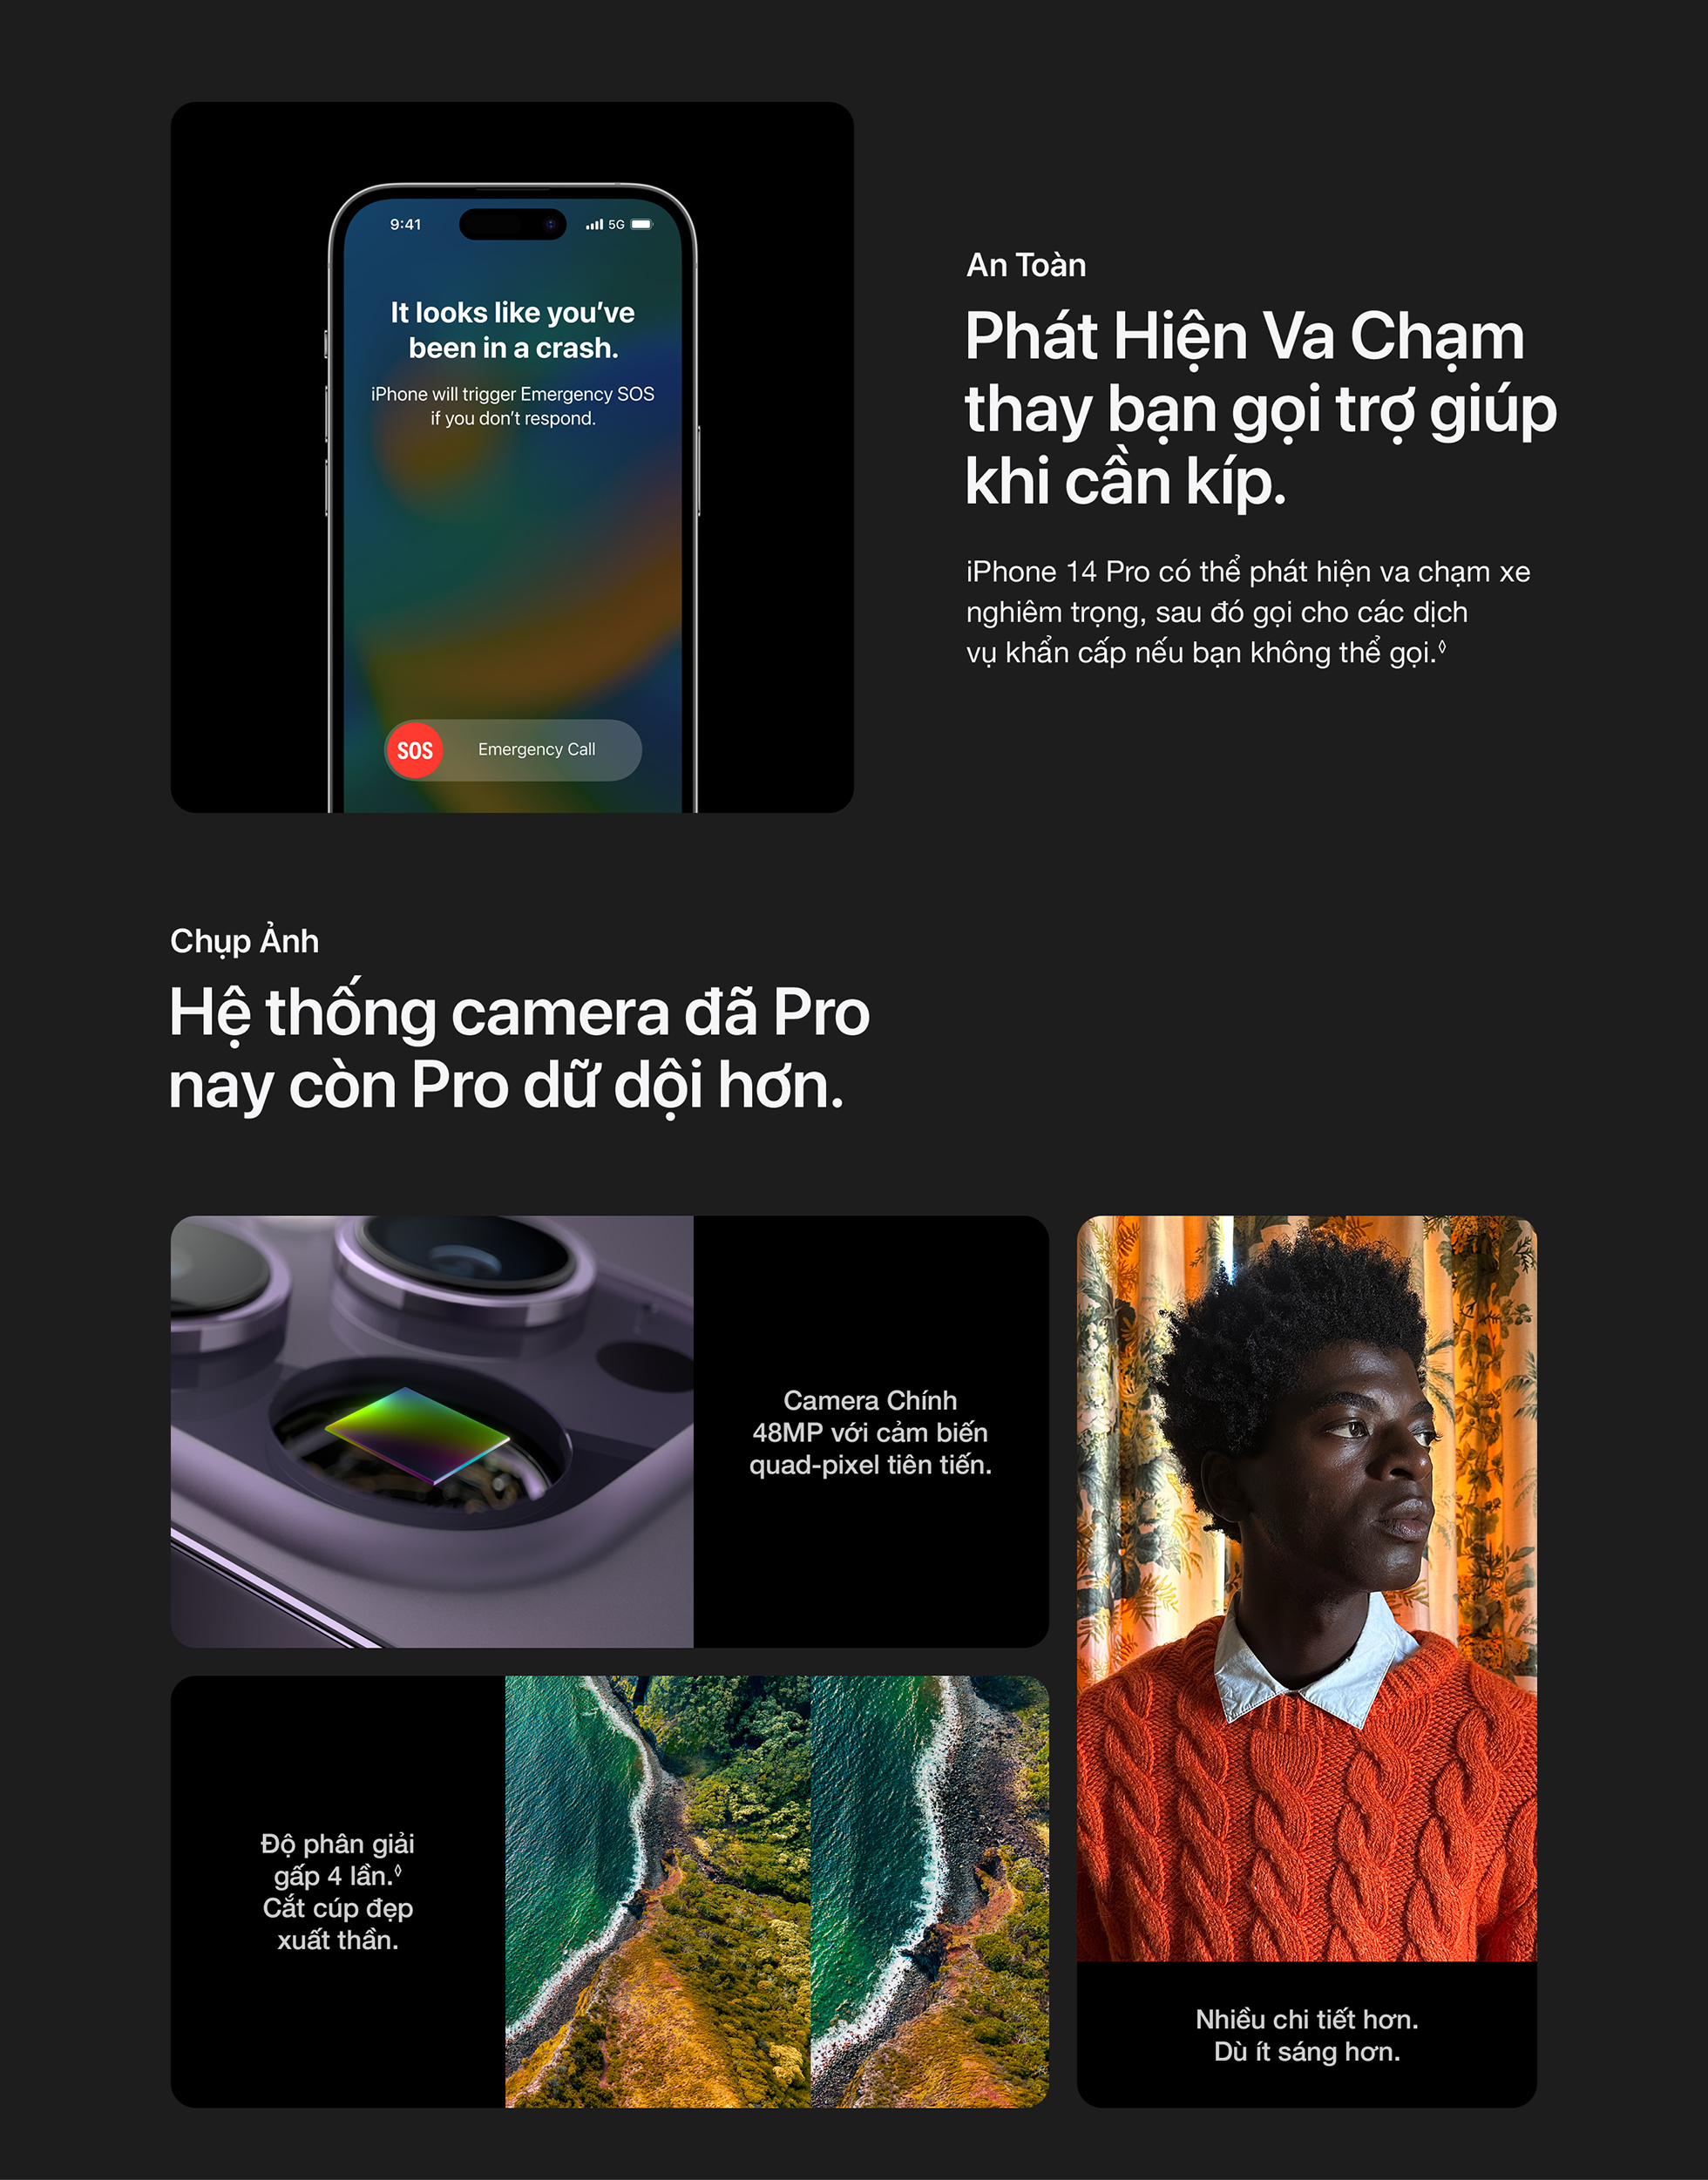 9:41
5G
It looks like you’ve
been in a crash.
iPhone will trigger Emergency SOS
if you don’t respond.
SOS
Emergency Call
An Toàn
Phát Hiện Va Chạm
thay bạn gọi trợ giúp
khi cần kíp.
iPhone 14 Pro có thể phát hiện va chạm xe
nghiêm trọng, sau đó gọi cho các dịch
vụ khẩn cấp nếu bạn không thể gọi.◊
Chụp Ảnh
Hệ thống camera đã Pro
nay còn Pro dữ dội hơn.
Camera Chính
48MP với cảm biến
quad-pixel tiên tiến.
Độ phân giải
gấp 4 lần.◊
Cắt cúp đẹp
xuất thần.
Nhiều chi tiết hơn.
Dù ít sáng hơn.